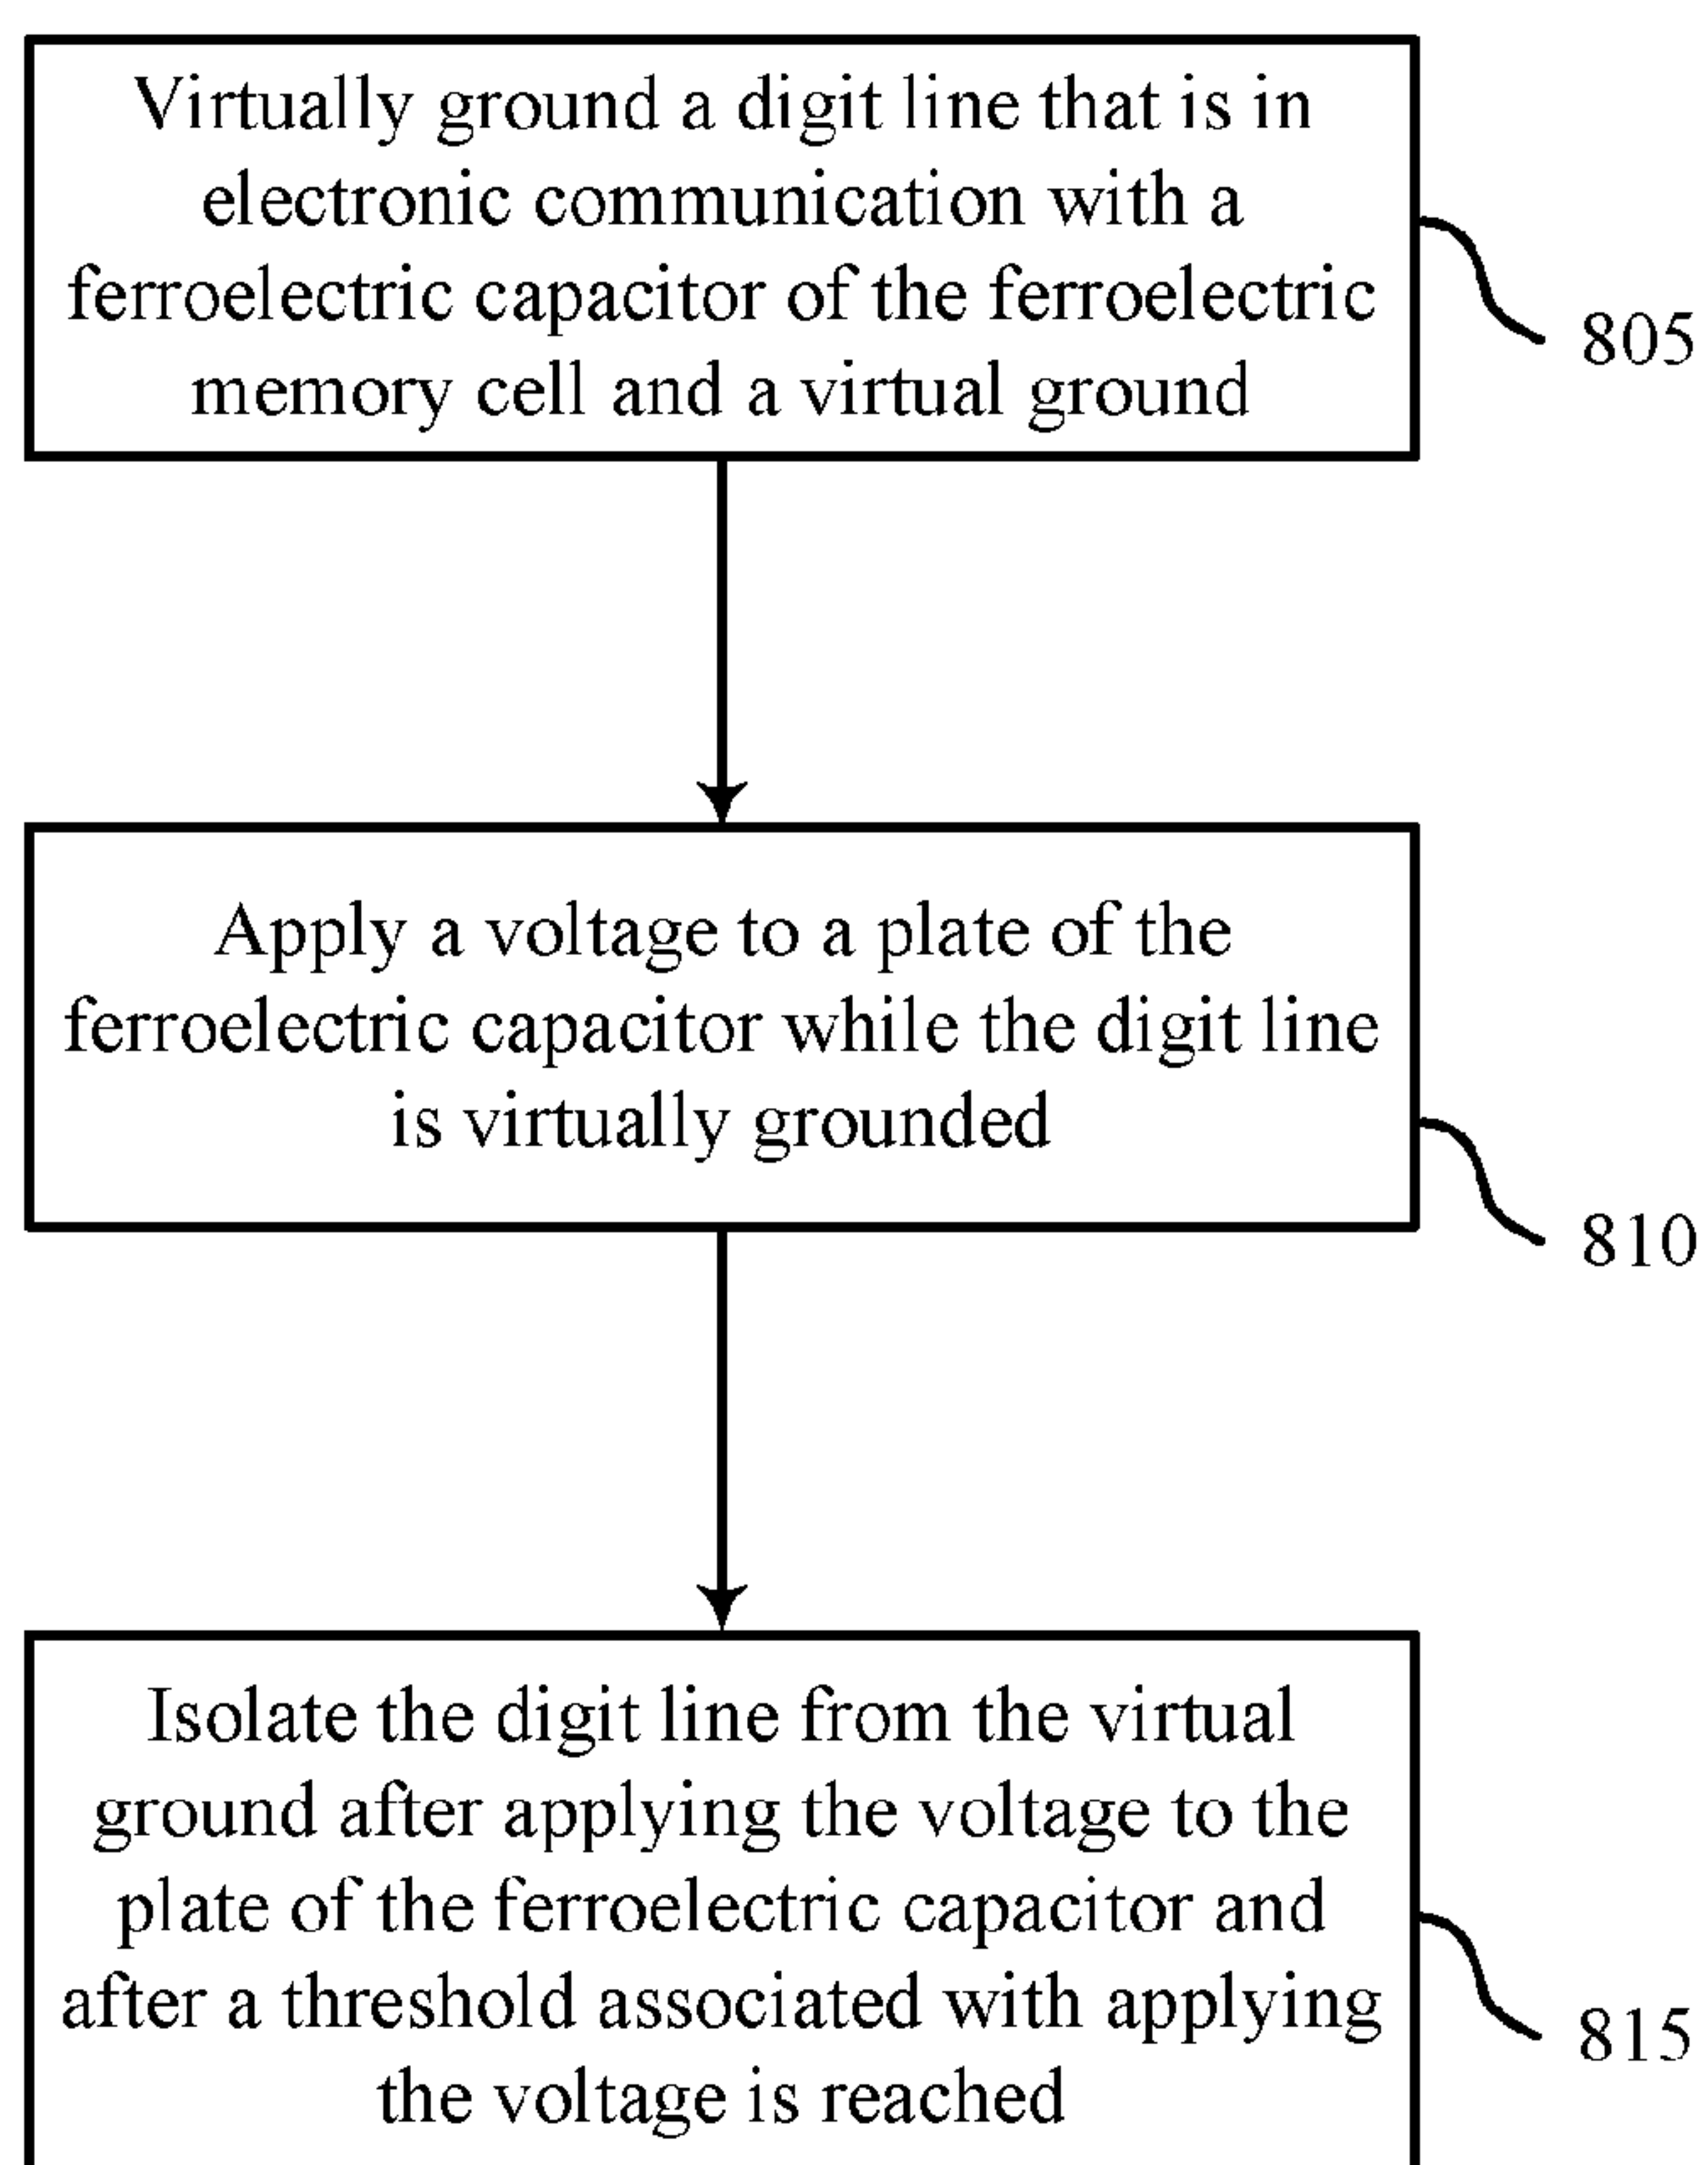 Virtually ground a digit line that is in
electronic communication with a
ferroelectric capacitor of the ferroelectric
memory cell and a virtual ground
805
Apply a voltage to a plate of the
ferroelectric capacitor while the digit line
is virtually grounded
810
Isolate the digit line from the virtual
ground after applying the voltage to the
plate of the ferroelectric capacitor and
after a threshold associated with applying
the voltage is reached
815